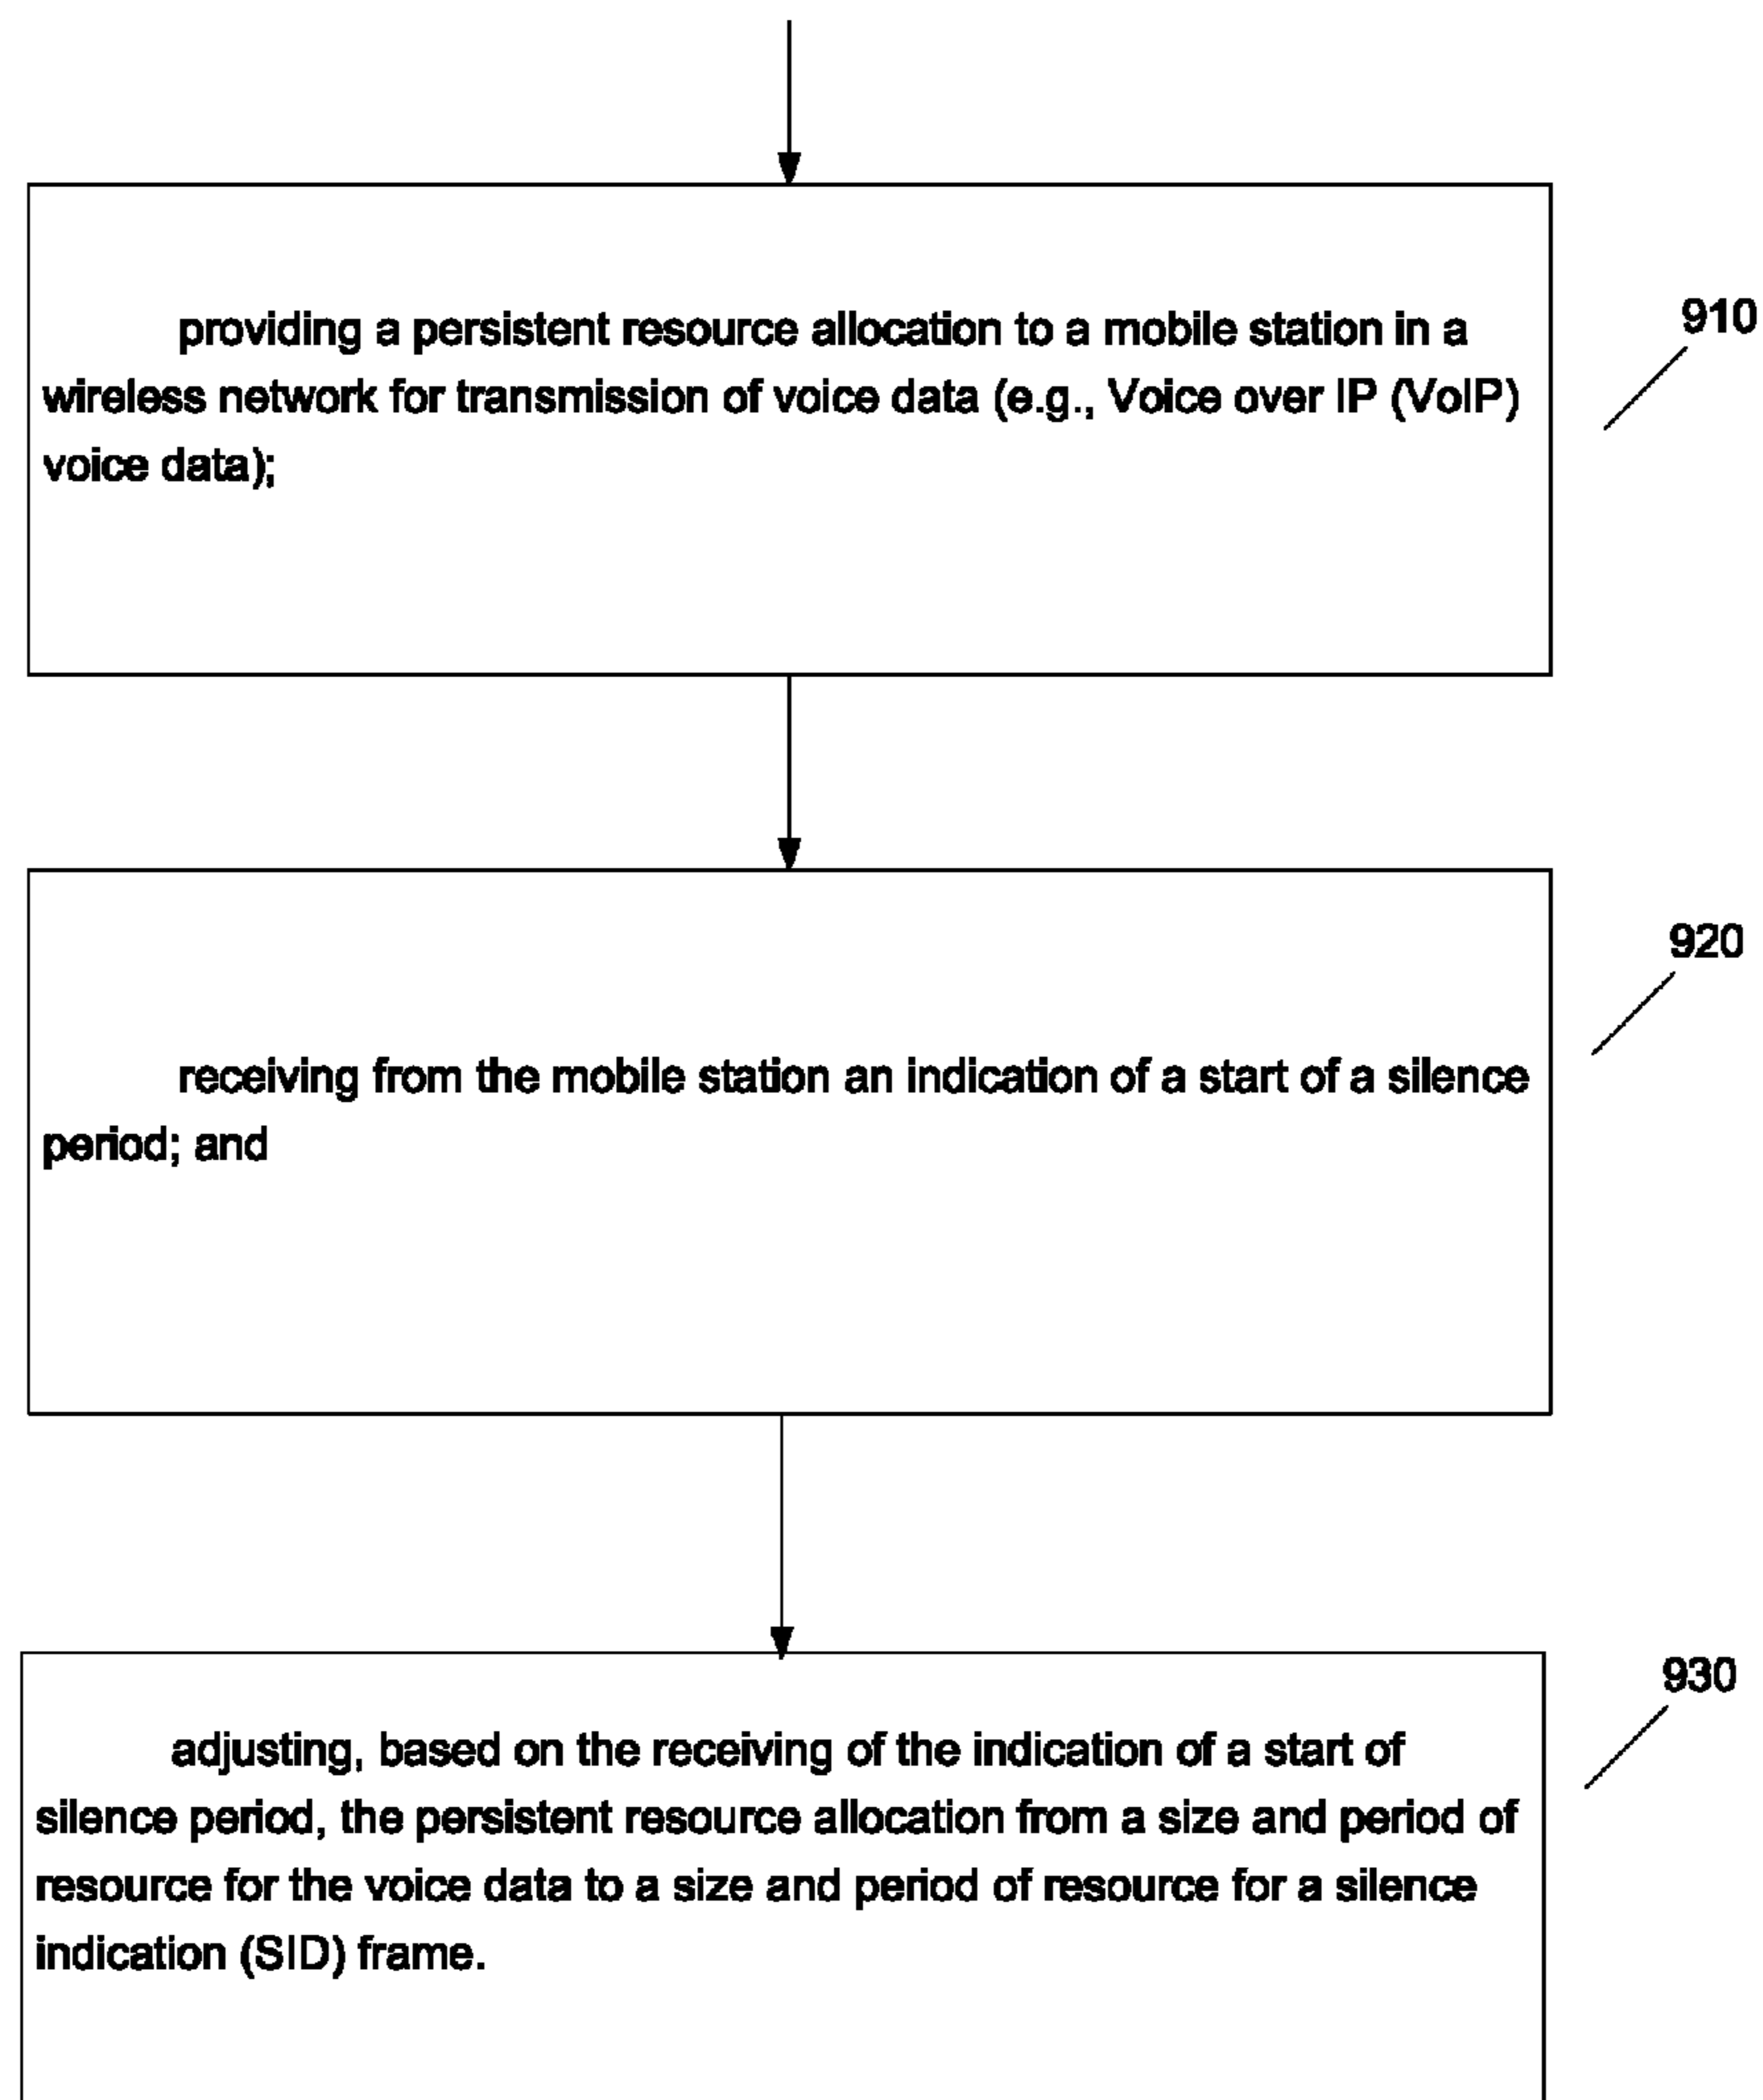 providing a persistent resource allocation to a mobile station in a
wireless network for transmission of voice data (e.g., Voice over IP (VoIP)
voice data);
910
receiving from the mobile station an indication of a start of a silence
period; and
920
adjusting, based on the receiving of the indication of a start of
silence period, the persistent resource allocation from a size and period of
resource for the voice data to a size and period of resource for a silence
indication (SID) frame.
930